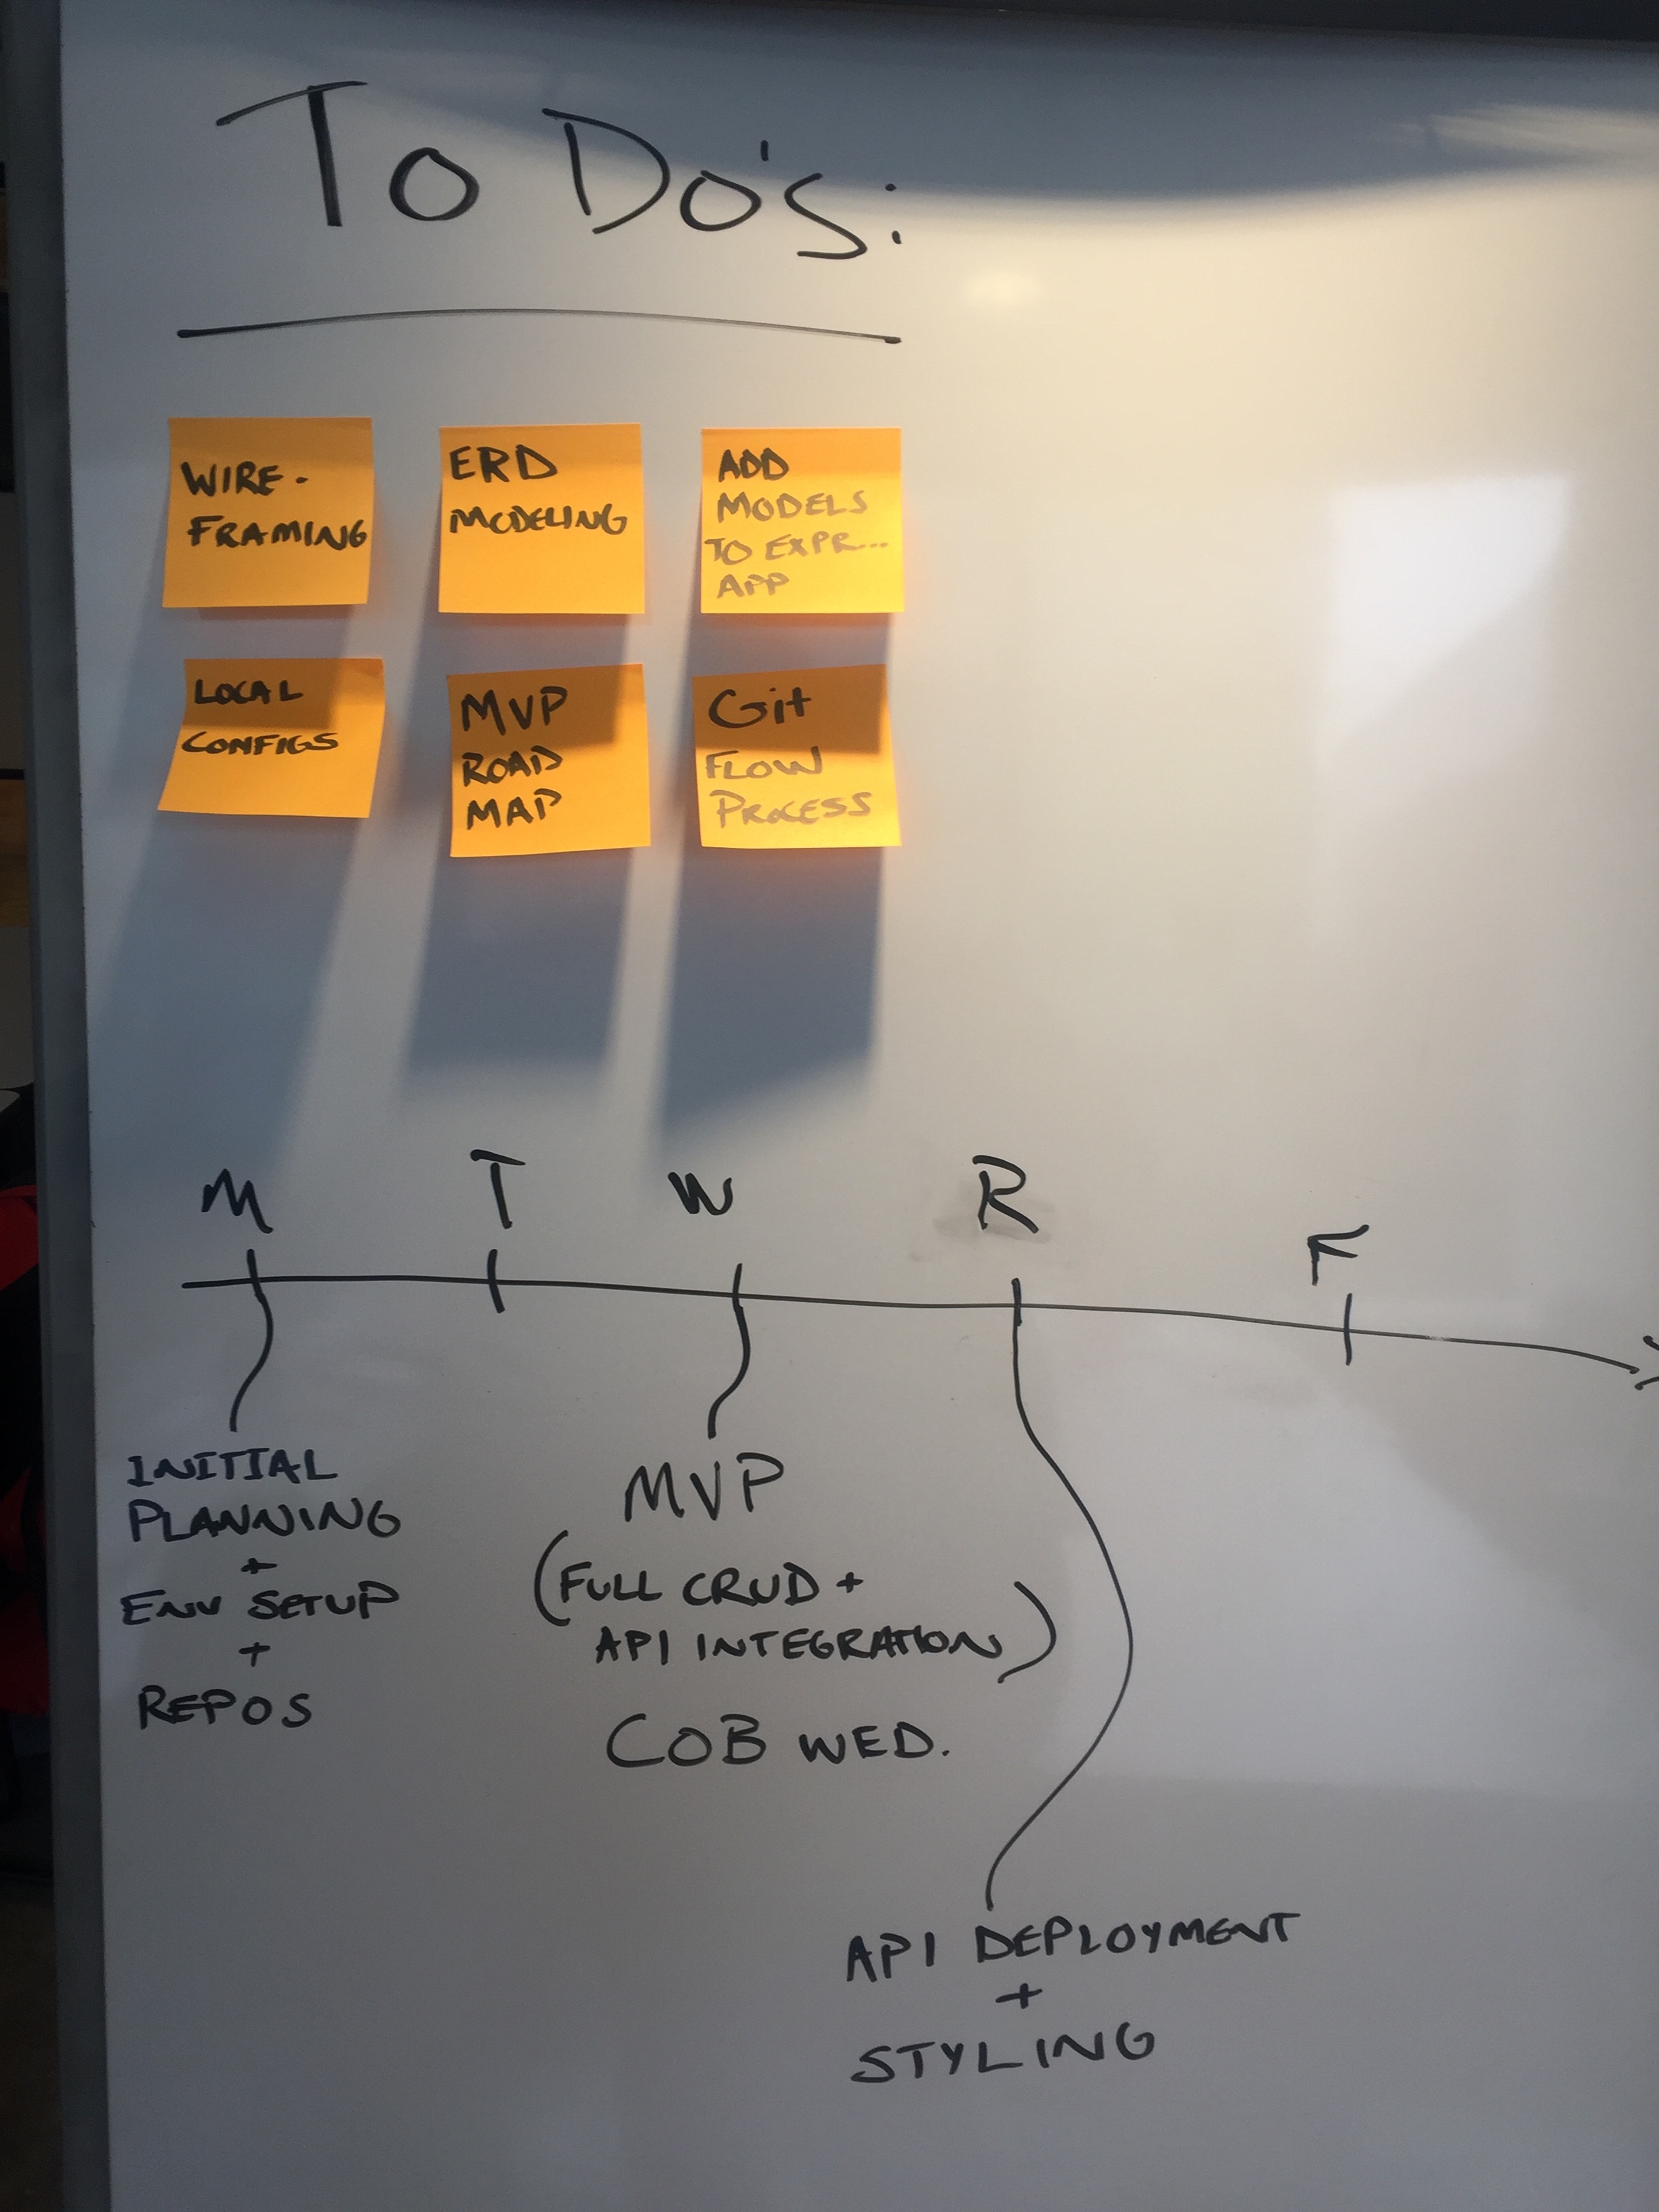 To Do's:
WIRE-
FRAMING
ERD
MODELING
ADD
MODELS
TO EXPR...
APP
LOCAL
CONFIGS
MVP
ROAD
MAP
Git
FLOW
PROCESS
M T W R F
INITIAL
PLANNING
+
ENV SETUP
+
REPOS
MVP
(FULL CRUD +
API INTEGRATION)
COB WED.
API DEPLOYMENT
+
STYLING